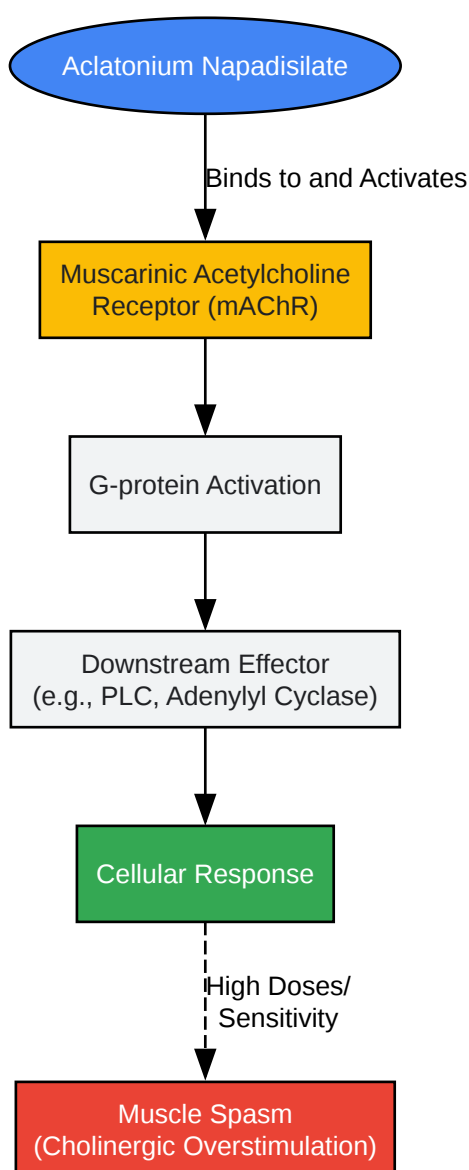 Aclatonium Napadisilate
Binds to and Activates
Muscarinic Acetylcholine
Receptor (mAChR)
G-protein Activation
Downstream Effector
(e.g., PLC, Adenylyl Cyclase)
Cellular Response
High Doses/
Sensitivity
Muscle Spasm
(Cholinergic Overstimulation)